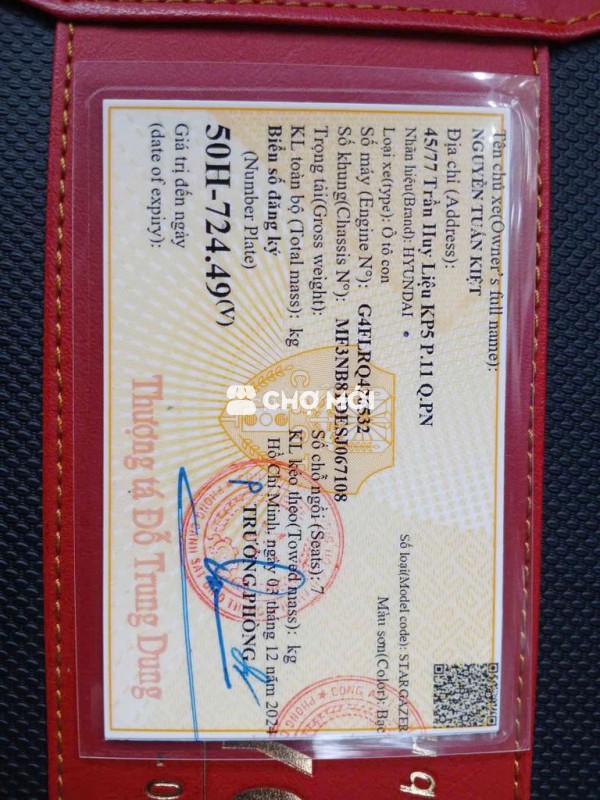 Tên chủ xe(Owner's full name):
NGUYỄN TUẤN KIỆT
Địa chỉ (Address):
45/77 Trần Huy Liệu KP5 P.11 Q.PN
Nhãn hiệu(Brand): HYUNDAI
Số loại(Model code): STARGAZER
Loại xe(type): Ô tô con
Màu sơn(Color): Bạc
Số máy (Engine Nº):
Số khung(Chassis Nº):
Trọng tải(Gross weight):
Số chỗ ngồi (Seats): 7
KL toàn bộ (Total mass): kg
KL kéo theo(Towed mass): kg
Biển số đăng ký
(Number Plate)
Hồ Chí Minh, ngày 03 tháng 12 năm
50H-724.49(V)
TRƯỞNG PHÒNG
Giá trị đến ngày
(date of expiry):
Thượng tá Đỗ Trung Dung
CHỢ TỐT